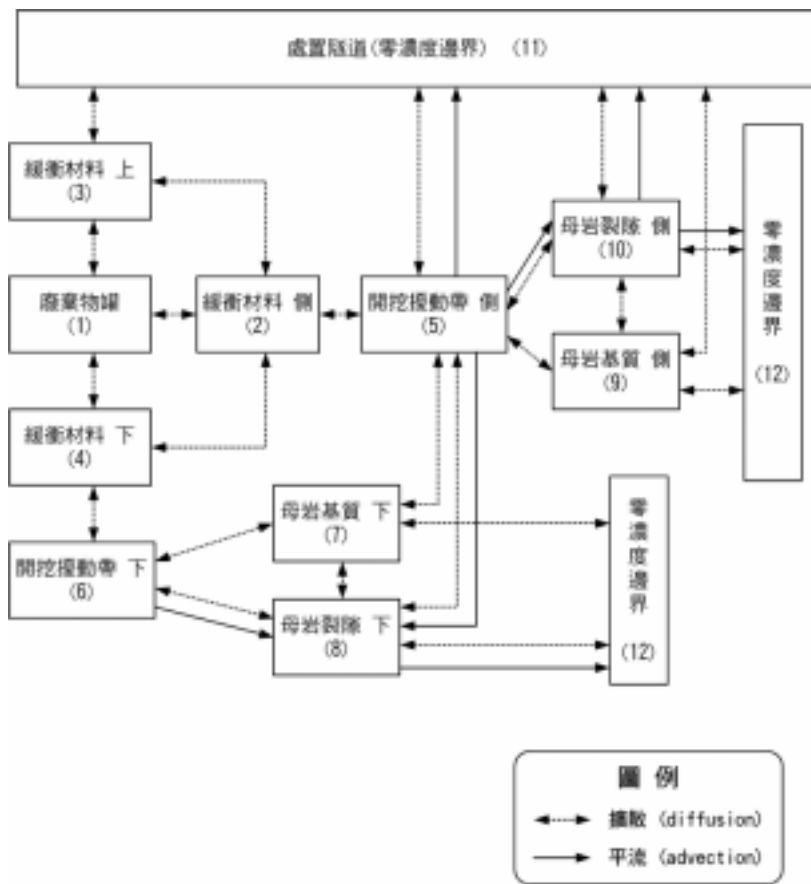 處置隧道(零濃度邊界) (11)
緩衝材料 上
(3)
廢棄物罐
(1)
緩衝材料 側
(2)
開挖擾動帶 側
(5)
母岩裂隙 側
(10)
母岩基質 側
(9)
零濃度邊界
(12)
緩衝材料 下
(4)
開挖擾動帶 下
(6)
母岩基質 下
(7)
母岩裂隙 下
(8)
零濃度邊界
(12)
圖 例
擴散 (diffusion)
平流 (advection)